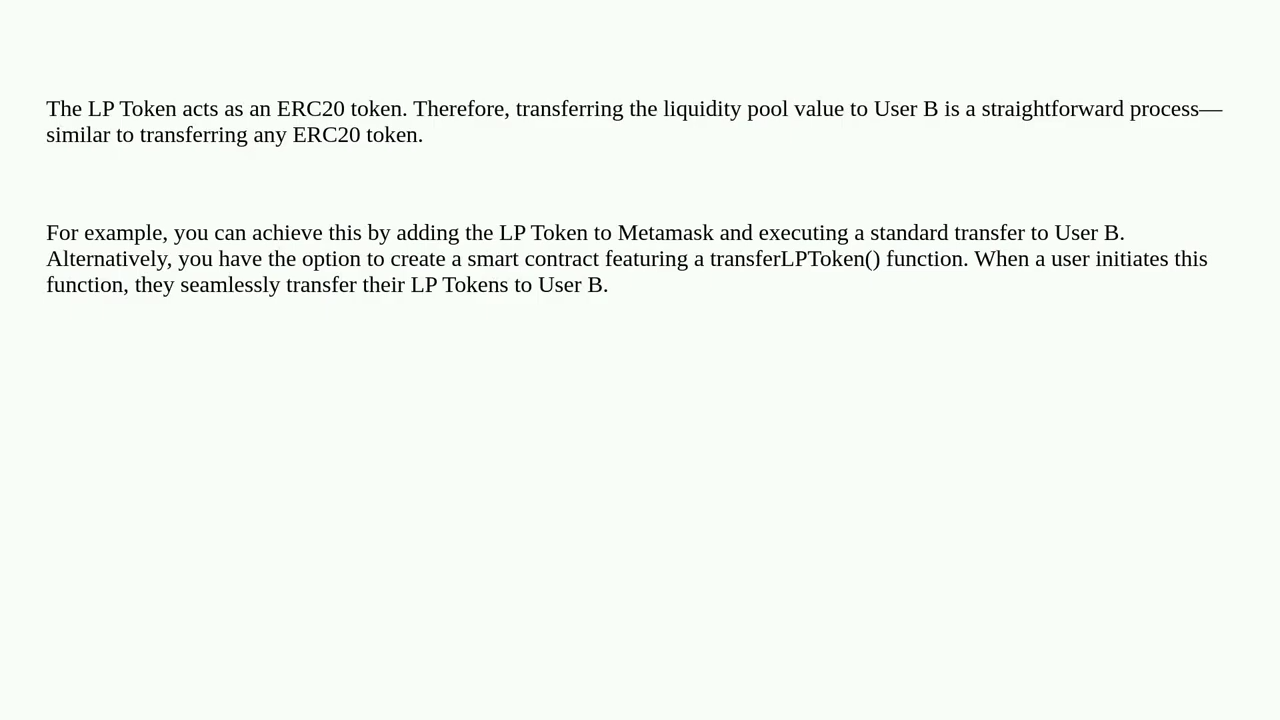 The LP Token acts as an ERC20 token. Therefore, transferring the liquidity pool value to User B is a straightforward process—
similar to transferring any ERC20 token.
For example, you can achieve this by adding the LP Token to Metamask and executing a standard transfer to User B.
Alternatively, you have the option to create a smart contract featuring a transferLPToken() function. When a user initiates this
function, they seamlessly transfer their LP Tokens to User B.